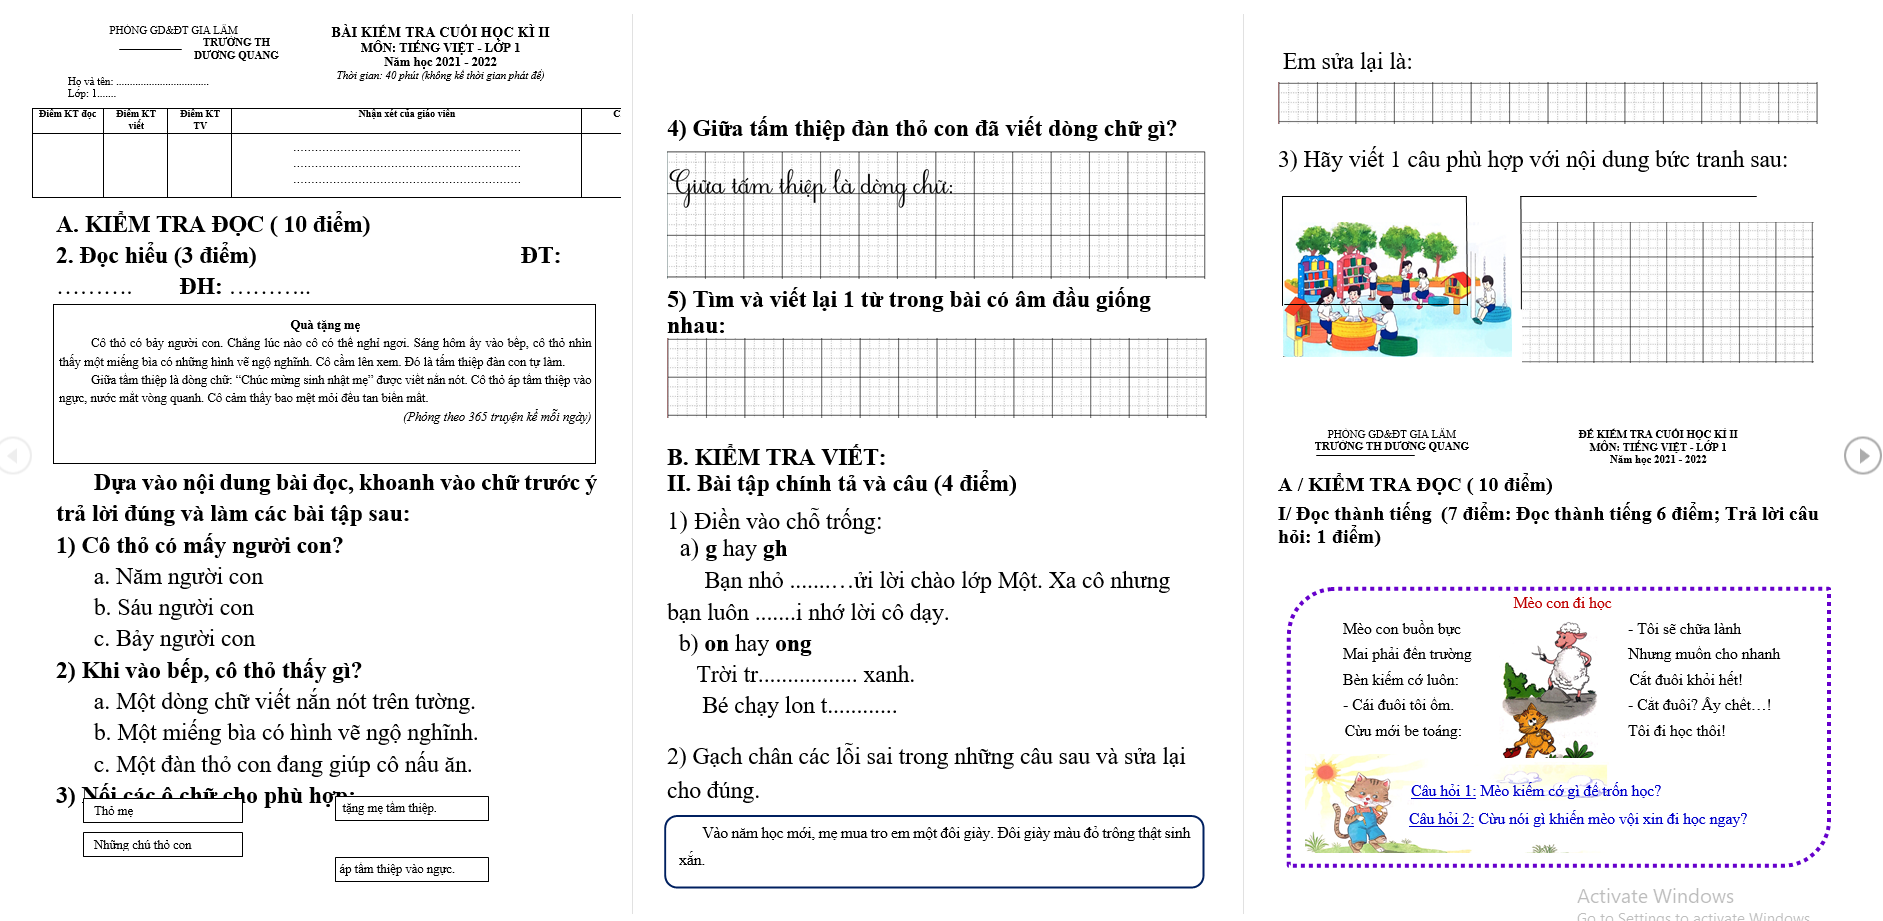 PHÒNG GD&ĐT GIA LÂM
TRƯỜNG TH
DƯƠNG QUANG
BÀI KIỂM TRA CUỐI HỌC KÌ II
MÔN: TIẾNG VIỆT - LỚP 1
Năm học 2021 - 2022
Thời gian: 40 phút (không kể thời gian phát đề)
Họ và tên: ................................
Lớp: 1.......
Điểm KT đọc
Điểm KT viết
Điểm KT TV
Nhận xét của giáo viên
C
A. KIỂM TRA ĐỌC ( 10 điểm)
2. Đọc hiểu (3 điểm) ĐT:
………. ĐH: ………..
Quà tặng mẹ
Cô thỏ có bảy người con. Chẳng lúc nào cô có thể nghỉ ngơi. Sáng hôm ấy vào bếp, cô thỏ nhìn
thấy một miếng bìa có những hình vẽ ngộ nghĩnh. Cô cầm lên xem. Đó là tấm thiệp đàn con tự làm.
Giữa tấm thiệp là dòng chữ: “Chúc mừng sinh nhật mẹ” được viết nắn nót. Cô thỏ áp tấm thiệp vào
ngực, nước mắt vòng quanh. Cô cảm thấy bao mệt mỏi đều tan biến mất.
(Phỏng theo 365 truyện kể mỗi ngày)
Dựa vào nội dung bài đọc, khoanh vào chữ trước ý
trả lời đúng và làm các bài tập sau:
1) Cô thỏ có mấy người con?
a. Năm người con
b. Sáu người con
c. Bảy người con
2) Khi vào bếp, cô thỏ thấy gì?
a. Một dòng chữ viết nắn nót trên tường.
b. Một miếng bìa có hình vẽ ngộ nghĩnh.
c. Một đàn thỏ con đang giúp cô nấu ăn.
3) Nối các ô chữ cho phù hợp:
Thỏ mẹ
tặng mẹ tấm thiệp.
Những chú thỏ con
áp tấm thiệp vào ngực.
4) Giữa tấm thiệp đàn thỏ con đã viết dòng chữ gì?
Giữa tấm thiệp là dòng chữ:
5) Tìm và viết lại 1 từ trong bài có âm đầu giống
nhau:
B. KIỂM TRA VIẾT:
II. Bài tập chính tả và câu (4 điểm)
1) Điền vào chỗ trống:
a) g hay gh
Bạn nhỏ .......….ửi lời chào lớp Một. Xa cô nhưng
bạn luôn .......i nhớ lời cô dạy.
b) on hay ong
Trời tr................. xanh.
Bé chạy lon t............
2) Gạch chân các lỗi sai trong những câu sau và sửa lại
cho đúng.
Vào năm học mới, mẹ mua tro em một đôi giày. Đôi giày màu đỏ trông thật sinh
xắn.
Em sửa lại là:
3) Hãy viết 1 câu phù hợp với nội dung bức tranh sau:
PHÒNG GD&ĐT GIA LÂM
TRƯỜNG TH DƯƠNG QUANG
ĐỀ KIỂM TRA CUỐI HỌC KÌ II
MÔN: TIẾNG VIỆT - LỚP 1
Năm học 2021 - 2022
A / KIỂM TRA ĐỌC ( 10 điểm)
I/ Đọc thành tiếng (7 điểm: Đọc thành tiếng 6 điểm; Trả lời câu
hỏi: 1 điểm)
Mèo con đi học
Mèo con buồn bực
Mai phải đến trường
Bèn kiếm cớ luôn:
- Cái đuôi tôi ốm.
Cừu mới be toáng:
- Tôi sẽ chữa lành
Nhưng muốn cho nhanh
Cắt đuôi khỏi hết!
- Cắt đuôi? Ấy chết…!
Tôi đi học thôi!
Câu hỏi 1: Mèo kiếm cớ gì để trốn học?
Câu hỏi 2: Cừu nói gì khiến mèo vội xin đi học ngay?
Activate Windows
Go to Settings to activate Windows.